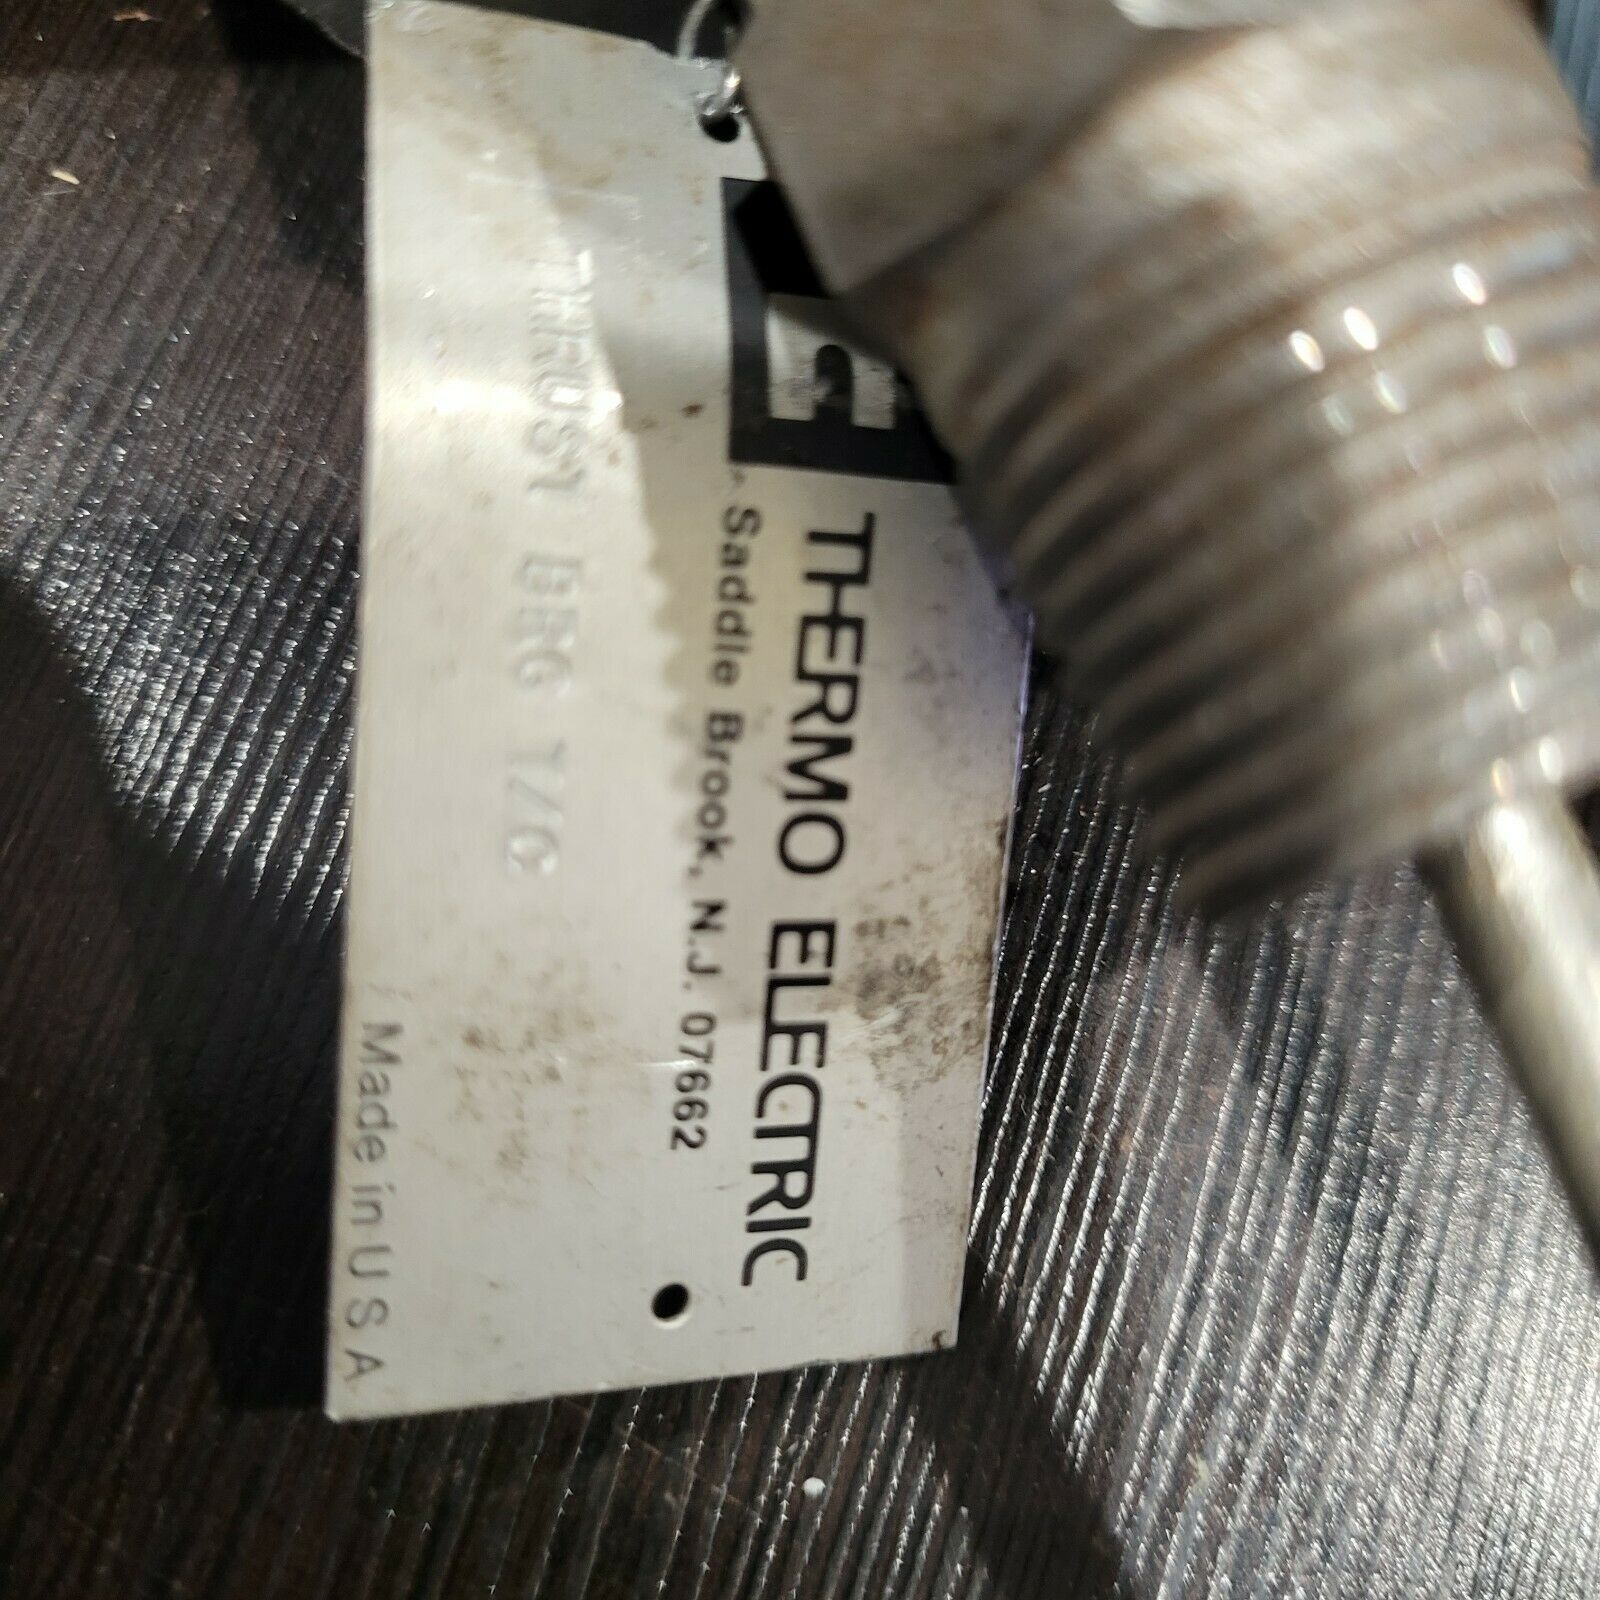 THERMO ELECTRIC
Saddle Brook, N.J. 07662
THRUST BRG T/C
Made in U S A